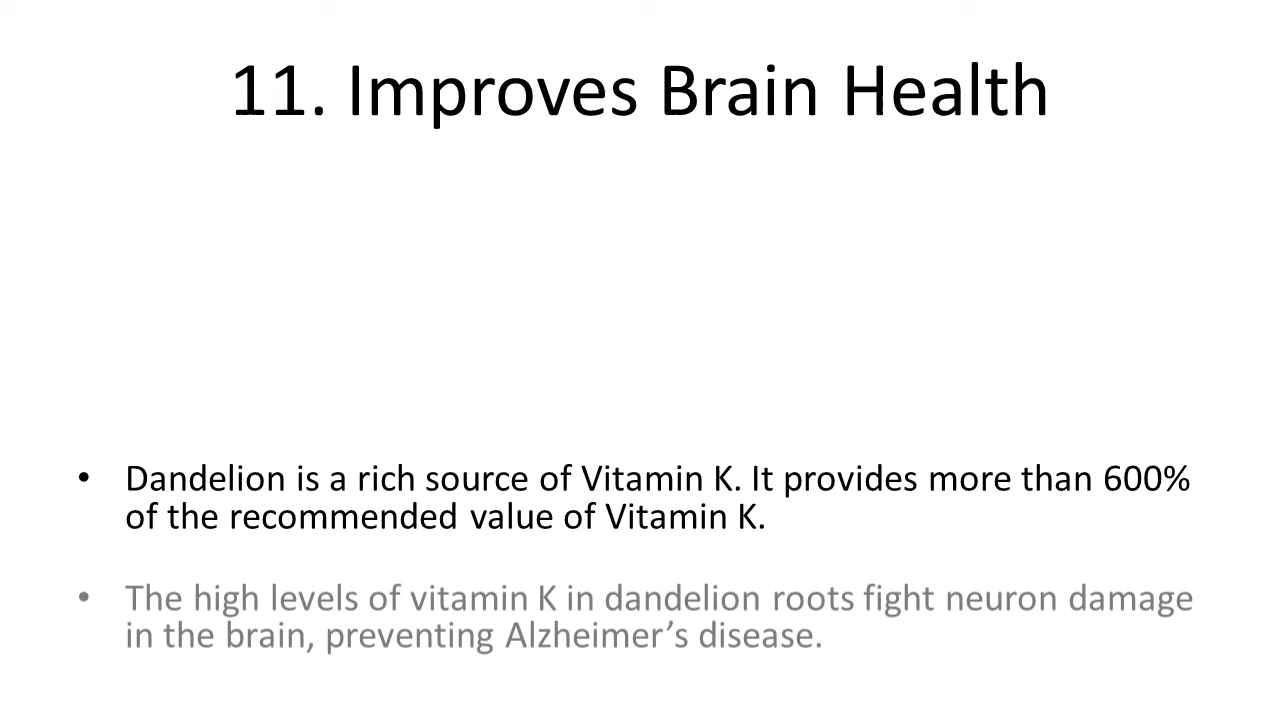 11. Improves Brain Health
• Dandelion is a rich source of Vitamin K. It provides more than 600%
of the recommended value of Vitamin K.
• The high levels of vitamin K in dandelion roots fight neuron damage
in the brain, preventing Alzheimer’s disease.